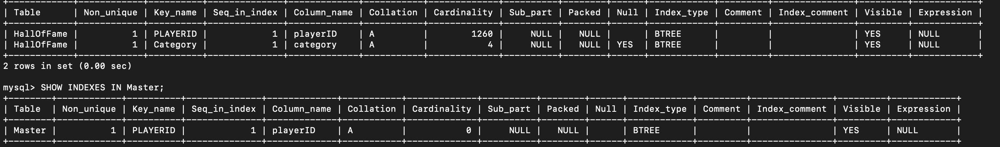 +------------+------------+----------+--------------+-------------+-----------+-------------+----------+--------+------+------------+---------+---------------+---------+------------+
| Table      | Non_unique | Key_name | Seq_in_index | Column_name | Collation | Cardinality | Sub_part | Packed | Null | Index_type | Comment | Index_comment | Visible | Expression |
+------------+------------+----------+--------------+-------------+-----------+-------------+----------+--------+------+------------+---------+---------------+---------+------------+
| HallOfFame |          1 | PLAYERID |            1 | playerID    | A         |        1260 |     NULL |   NULL |      | BTREE      |         |               | YES     | NULL       |
| HallOfFame |          1 | Category |            1 | category    | A         |           4 |     NULL |   NULL | YES  | BTREE      |         |               | YES     | NULL       |
+------------+------------+----------+--------------+-------------+-----------+-------------+----------+--------+------+------------+---------+---------------+---------+------------+
2 rows in set (0.00 sec)

mysql> SHOW INDEXES IN Master;
+--------+------------+----------+--------------+-------------+-----------+-------------+----------+--------+------+------------+---------+---------------+---------+------------+
| Table  | Non_unique | Key_name | Seq_in_index | Column_name | Collation | Cardinality | Sub_part | Packed | Null | Index_type | Comment | Index_comment | Visible | Expression |
+--------+------------+----------+--------------+-------------+-----------+-------------+----------+--------+------+------------+---------+---------------+---------+------------+
| Master |          1 | PLAYERID |            1 | playerID    | A         |           0 |     NULL |   NULL |      | BTREE      |         |               | YES     | NULL       |
+--------+------------+----------+--------------+-------------+-----------+-------------+----------+--------+------+------------+---------+---------------+---------+------------+